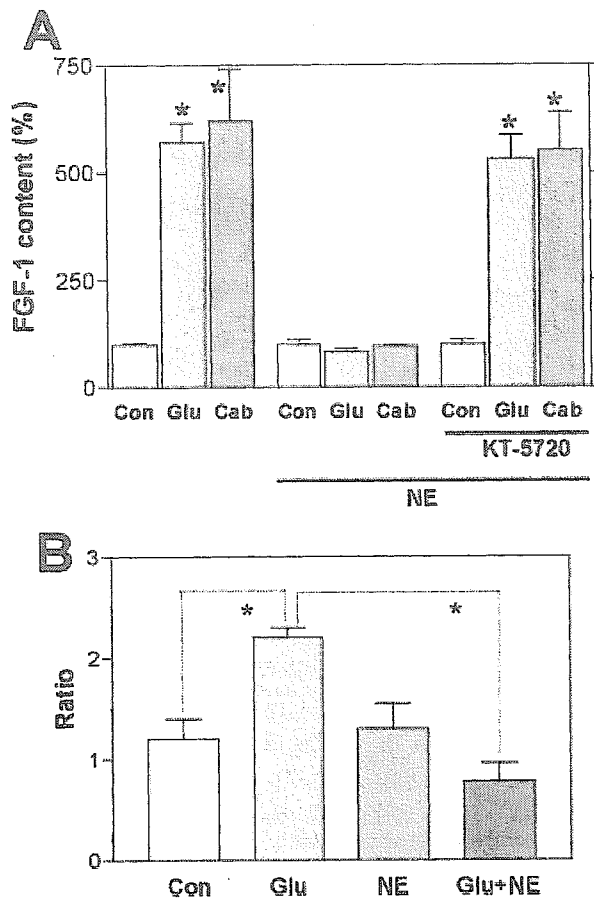 A
750
500
250
0
FGF-1 content (%)
* * * *
Con Glu Cab Con Glu Cab Con Glu Cab
KT-5720
NE
B
3
2
1
0
Ratio
* *
Con Glu NE Glu+NE